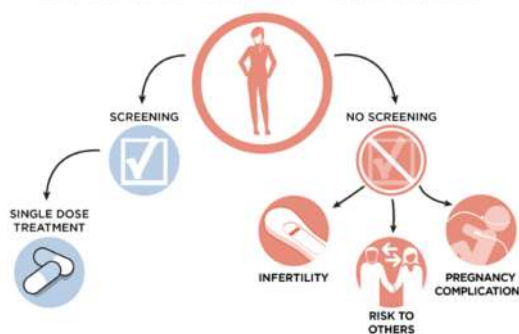 SCREENING
NO SCREENING
SINGLE DOSE
TREATMENT
INFERTILITY
RISK TO
OTHERS
PREGNANCY
COMPLICATION